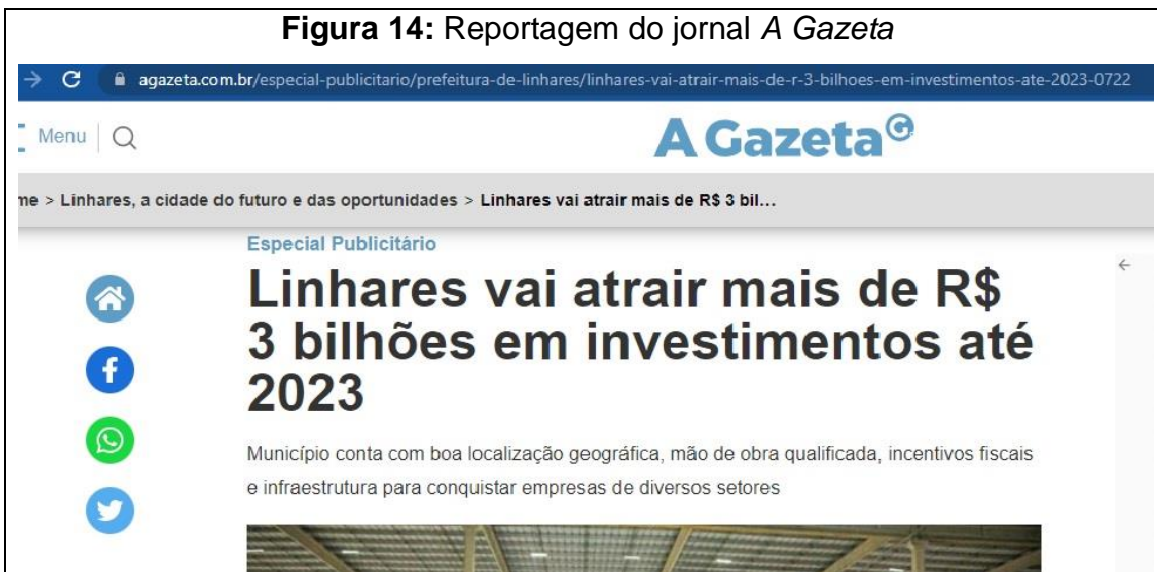 Figura 14: Reportagem do jornal A Gazeta
agazeta.com.br/especial-publicitario/prefeitura-de-linhares/linhares-vai-atrair-mais-de-r-3-bilhoes-em-investimentos-ate-2023-0722
Menu
A Gazeta G
me > Linhares, a cidade do futuro e das oportunidades > Linhares vai atrair mais de R$ 3 bil...
Especial Publicitário
Linhares vai atrair mais de R$
3 bilhões em investimentos até
2023
Município conta com boa localização geográfica, mão de obra qualificada, incentivos fiscais
e infraestrutura para conquistar empresas de diversos setores